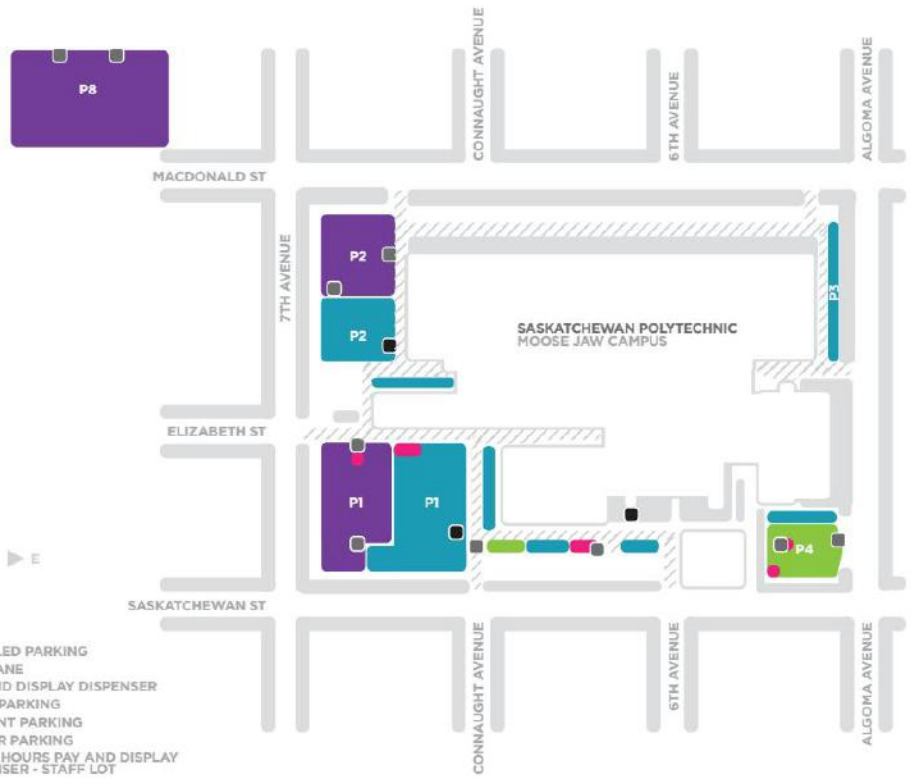 P8
CONNAUGHT AVENUE
6TH AVENUE
ALGOMA AVENUE
MACDONALD ST
7TH AVENUE
P2
P2
P3
SASKATCHEWAN POLYTECHNIC
MOOSE JAW CAMPUS
ELIZABETH ST
P1
P1
P4
E
SASKATCHEWAN ST
CONNAUGHT AVENUE
6TH AVENUE
ALGOMA AVENUE
LED PARKING
ANE
ND DISPLAY DISPENSER
PARKING
NT PARKING
R PARKING
HOURS PAY AND DISPLAY
NSER - STAFF LOT